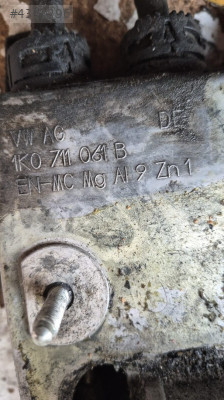 VW AG DE
1K0 711 061 B
EN-MC Mg Al 9 Zn 1